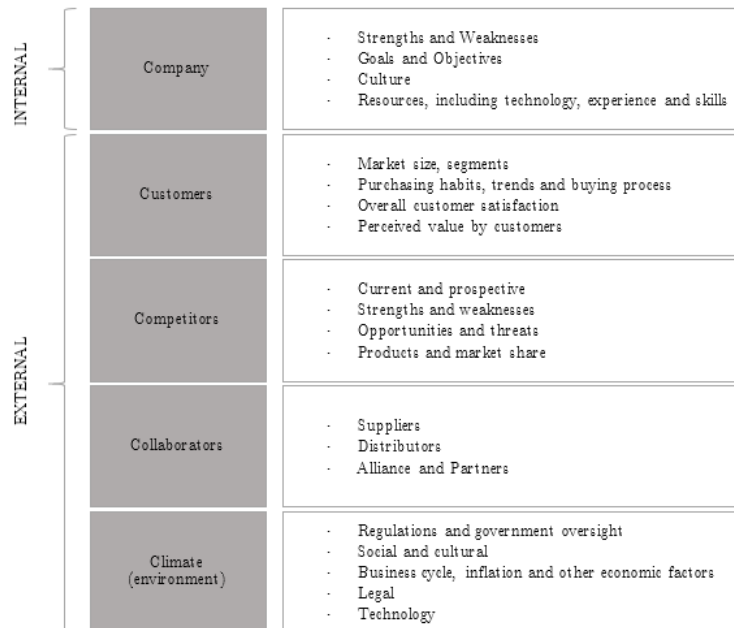 INTERNAL
Company
· Strengths and Weaknesses
· Goals and Objectives
· Culture
· Resources, including technology, experience and skills
EXTERNAL
Customers
· Market size, segments
· Purchasing habits, trends and buying process
· Overall customer satisfaction
· Perceived value by customers
Competitors
· Current and prospective
· Strengths and weaknesses
· Opportunities and threats
· Products and market share
Collaborators
· Suppliers
· Distributors
· Alliance and Partners
Climate
(environment)
· Regulations and government oversight
· Social and cultural
· Business cycle, inflation and other economic factors
· Legal
· Technology